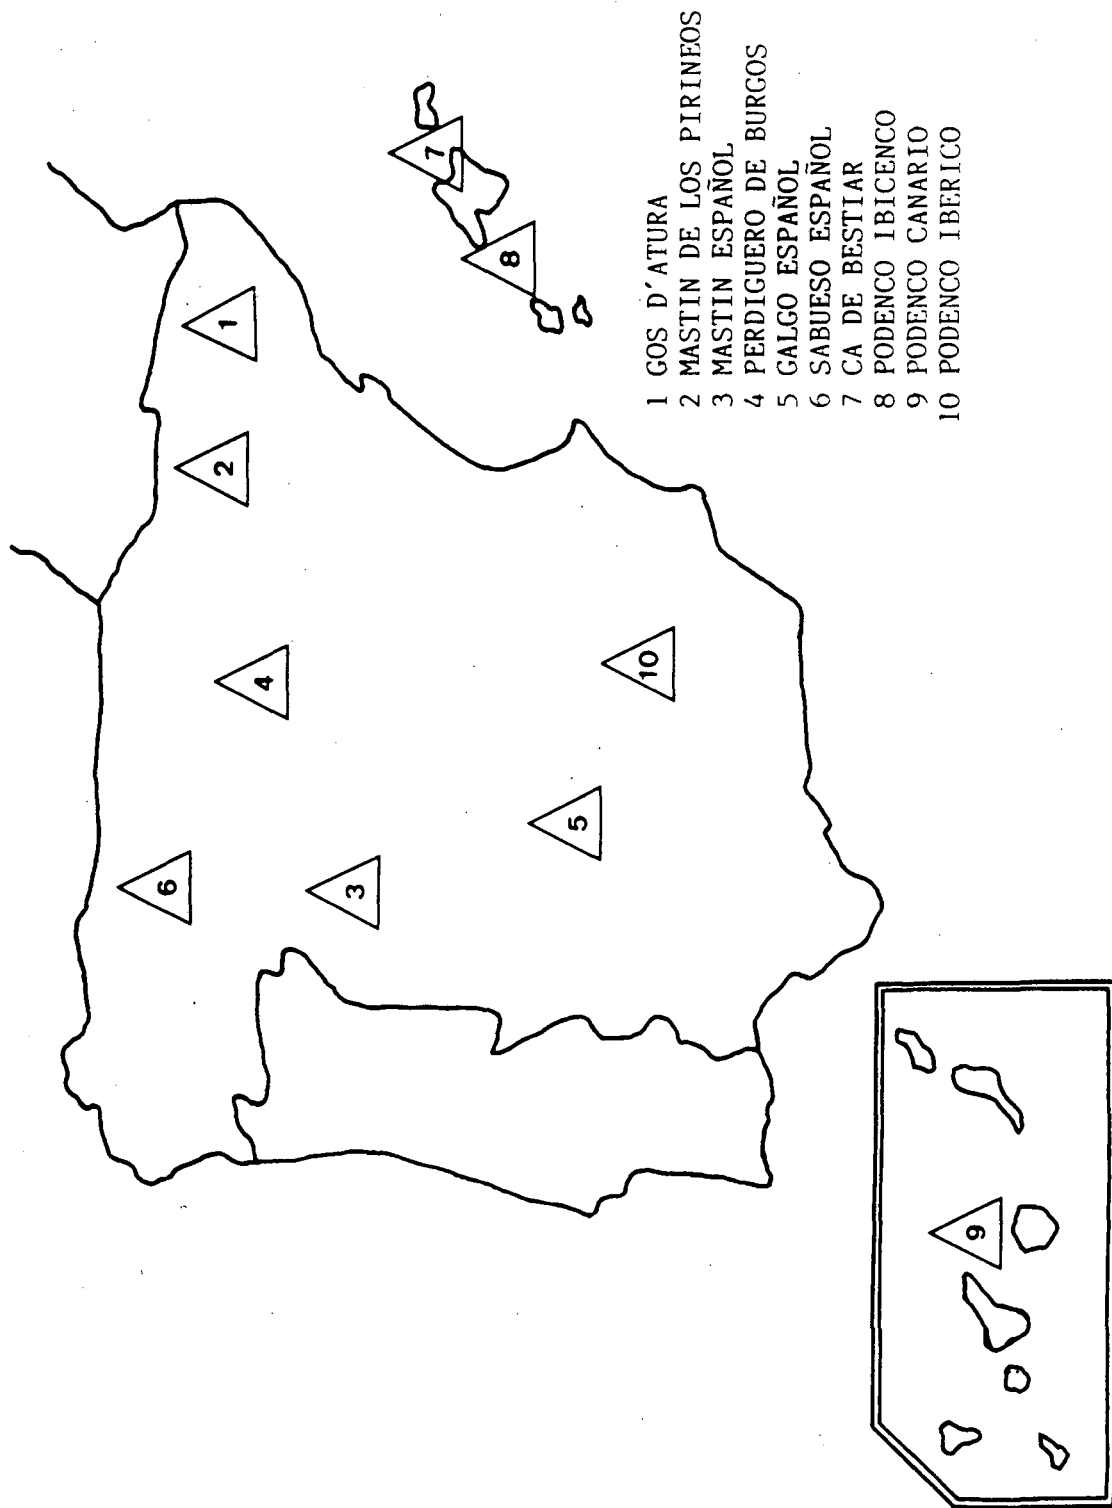 1
2
3
4
5
6
7
8
9
10
1 GOS D'ATURA
2 MASTIN DE LOS PIRINEOS
3 MASTIN ESPAÑOL
4 PERDIGUERO DE BURGOS
5 GALGO ESPAÑOL
6 SABUESO ESPAÑOL
7 CA DE BESTIAR
8 PODENCO IBICENCO
9 PODENCO CANARIO
10 PODENCO IBERICO